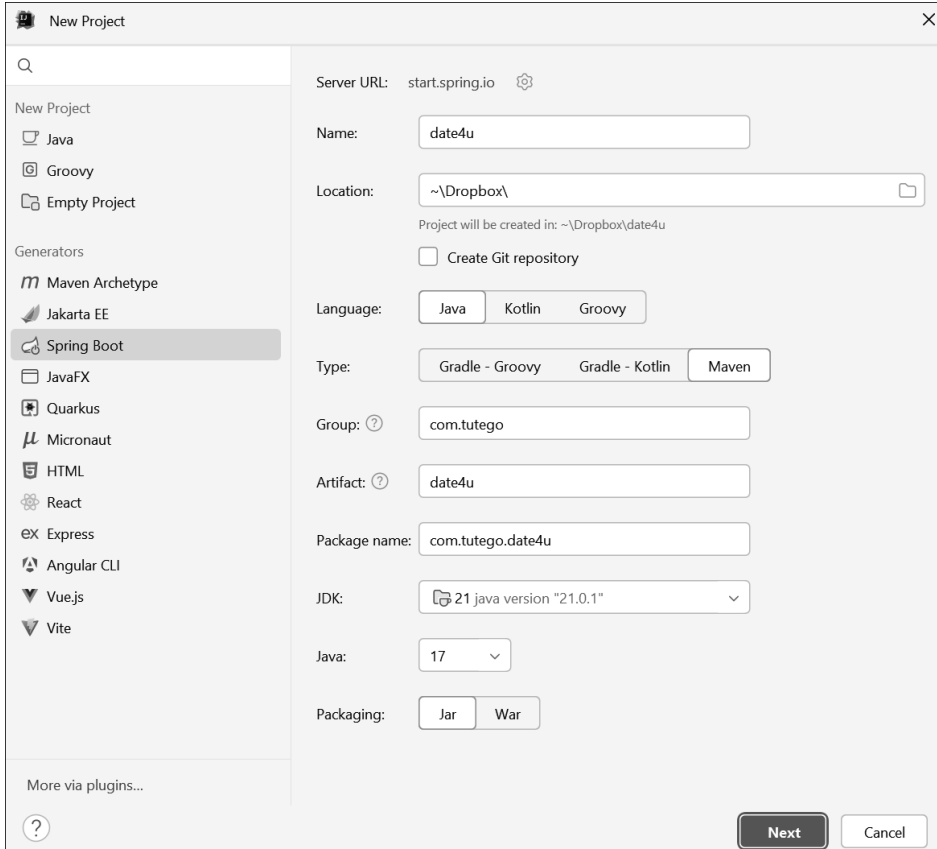 New Project
New Project
Java
Groovy
Empty Project
Generators
Maven Archetype
Jakarta EE
Spring Boot
JavaFX
Quarkus
Micronaut
HTML
React
ex Express
Angular CLI
Vue.js
Vite
More via plugins...
?
Server URL: start.spring.io
Name: date4u
Location: ~\Dropbox\
Project will be created in: ~\Dropbox\date4u
Create Git repository
Language: Java Kotlin Groovy
Type: Gradle - Groovy Gradle - Kotlin Maven
Group: ? com.tutego
Artifact: ? date4u
Package name: com.tutego.date4u
JDK: 21 java version "21.0.1"
Java: 17
Packaging: Jar War
Next Cancel